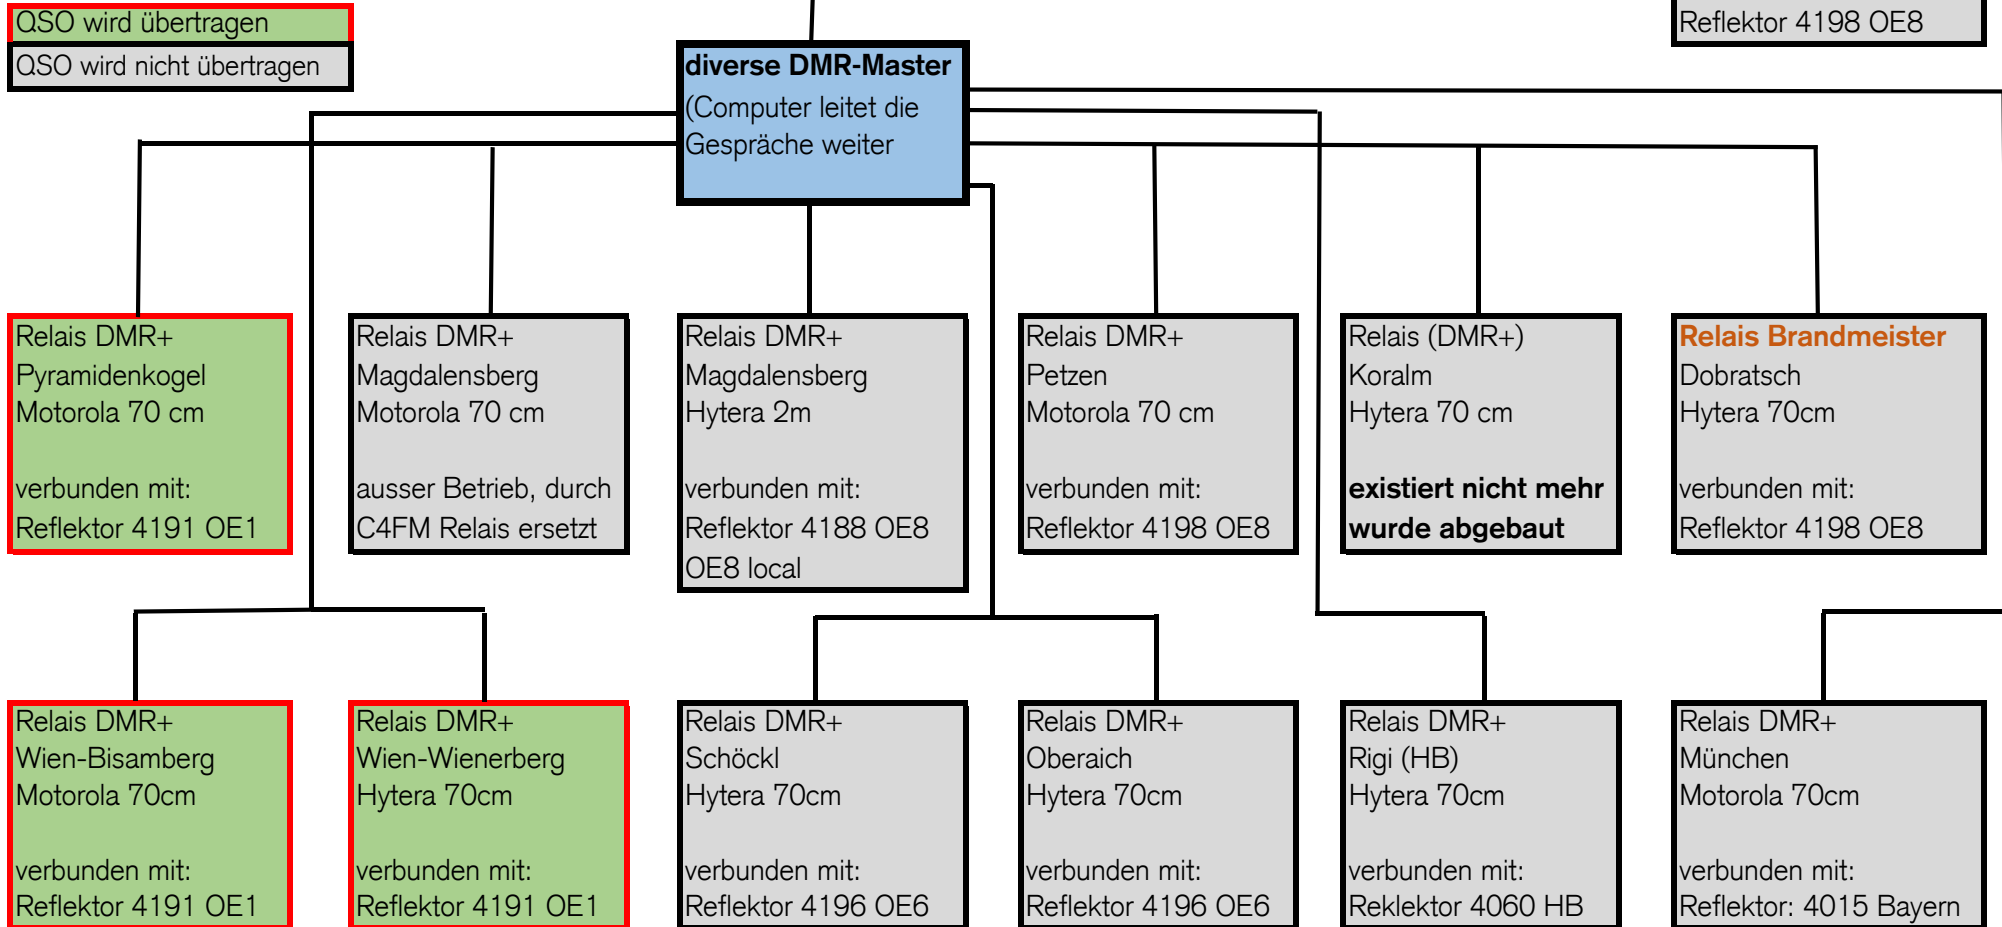 QSO wird übertragen
QSO wird nicht übertragen
Reflektor 4198 OE8
diverse DMR-Master
(Computer leitet die
Gespräche weiter
Relais DMR+
Pyramidenkogel
Motorola 70 cm
verbunden mit:
Reflektor 4191 OE1
Relais DMR+
Magdalensberg
Motorola 70 cm
ausser Betrieb, durch
C4FM Relais ersetzt
Relais DMR+
Magdalensberg
Hytera 2m
verbunden mit:
Reflektor 4188 OE8
OE8 local
Relais DMR+
Petzen
Motorola 70 cm
verbunden mit:
Reflektor 4198 OE8
Relais (DMR+)
Koralm
Hytera 70 cm
existiert nicht mehr
wurde abgebaut
Relais Brandmeister
Dobratsch
Hytera 70cm
verbunden mit:
Reflektor 4198 OE8
Relais DMR+
Wien-Bisamberg
Motorola 70cm
verbunden mit:
Reflektor 4191 OE1
Relais DMR+
Wien-Wienerberg
Hytera 70cm
verbunden mit:
Reflektor 4191 OE1
Relais DMR+
Schöckl
Hytera 70cm
verbunden mit:
Reflektor 4196 OE6
Relais DMR+
Oberaich
Hytera 70cm
verbunden mit:
Reflektor 4196 OE6
Relais DMR+
Rigi (HB)
Hytera 70cm
verbunden mit:
Reklektor 4060 HB
Relais DMR+
München
Motorola 70cm
verbunden mit:
Reflektor: 4015 Bayern